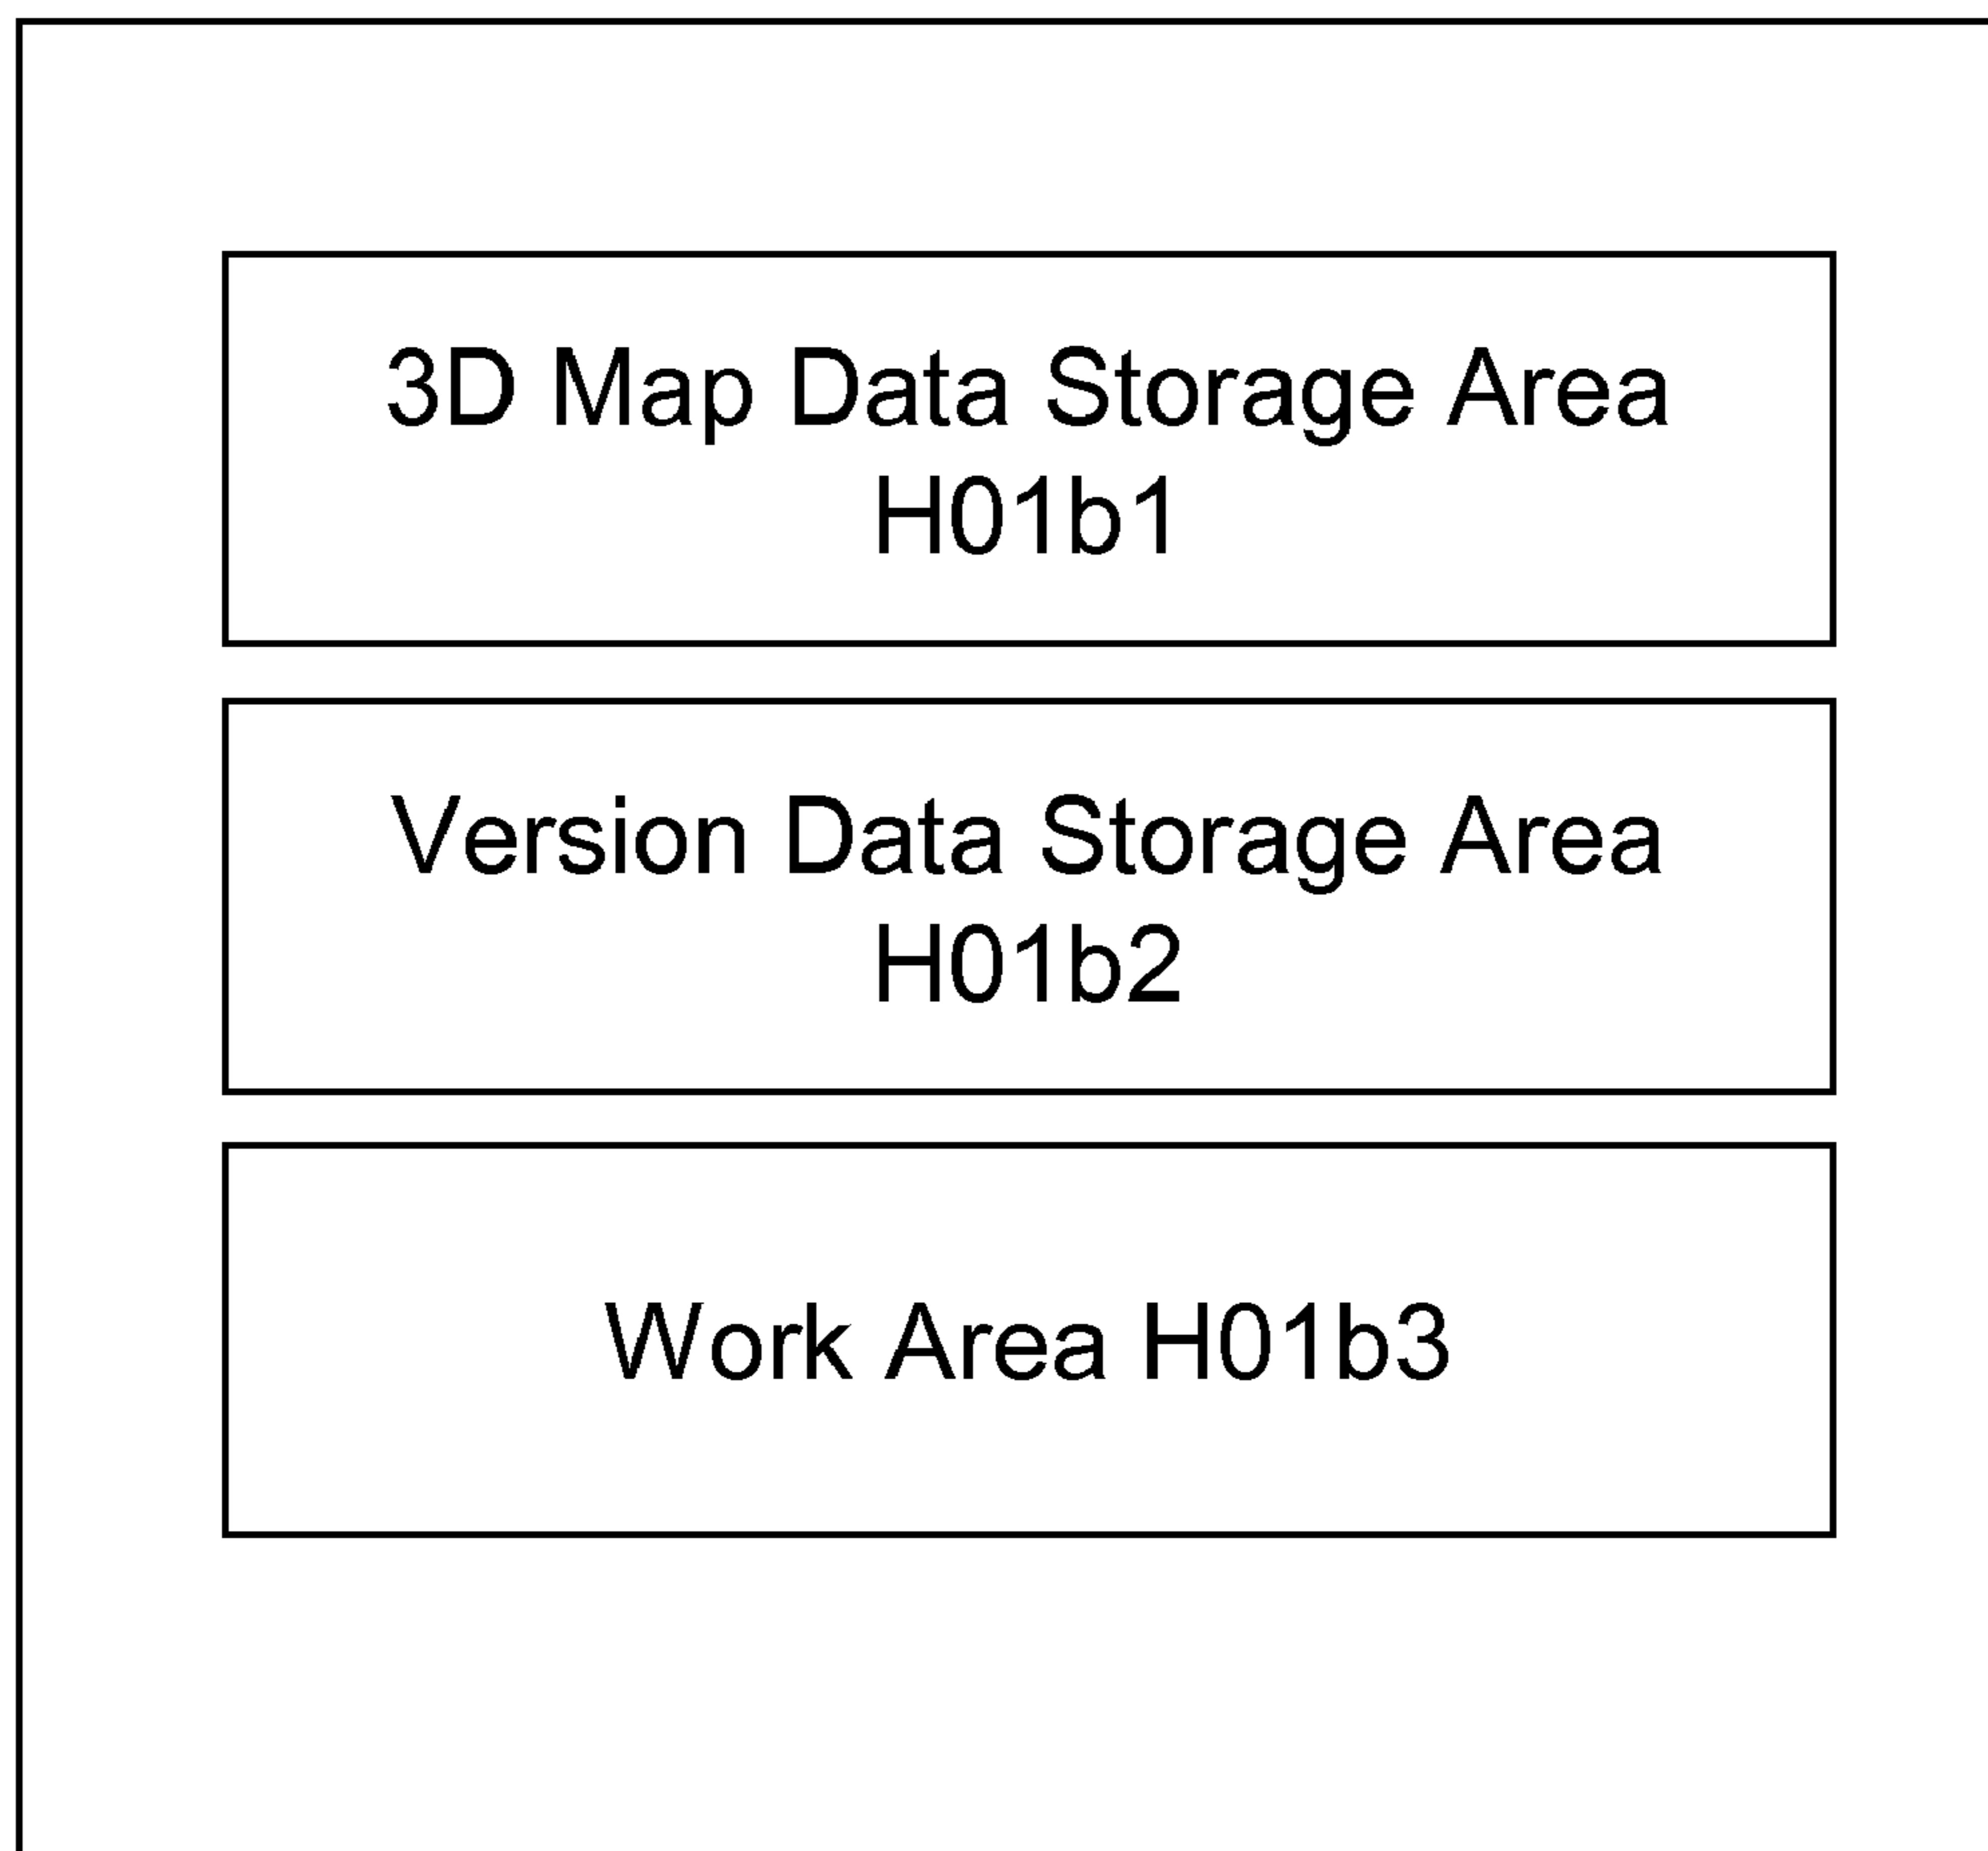 3D Map Data Storage Area
H01b1
Version Data Storage Area
H01b2
Work Area H01b3